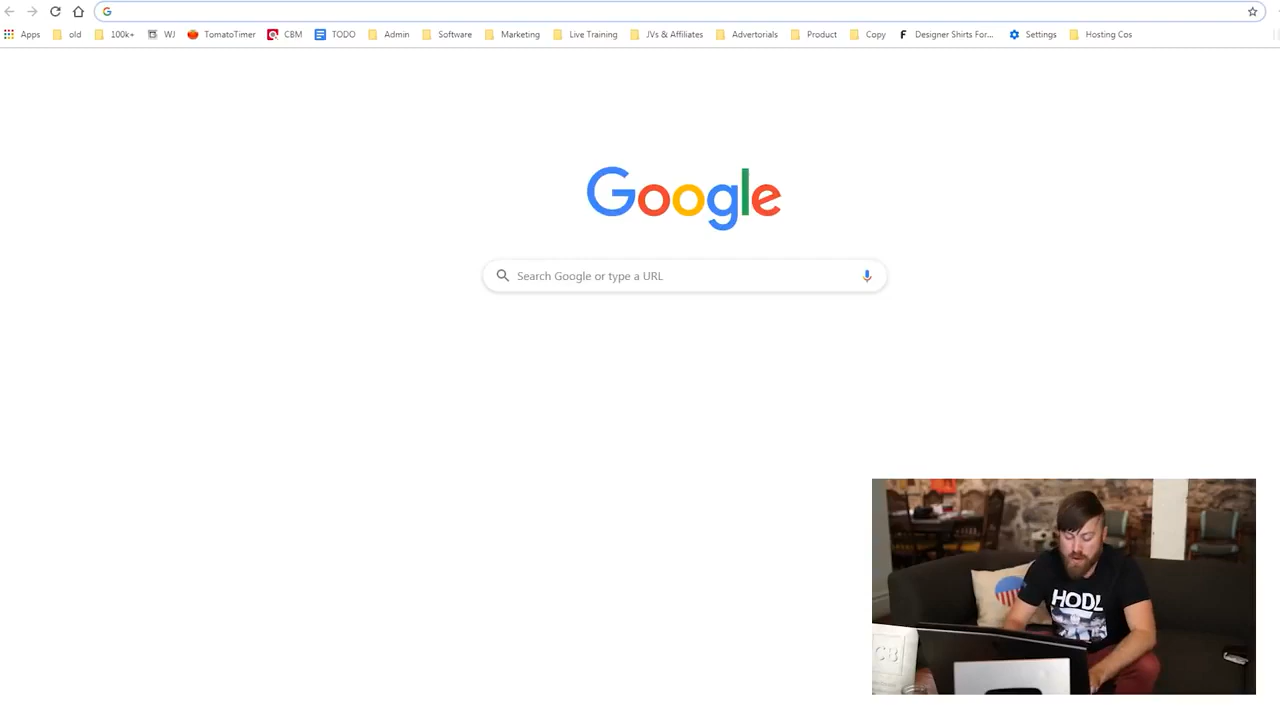 Apps old 100k+ WJ TomatoTimer CBM TODO Admin Software Marketing Live Training JVs & Affiliates Advertorials Product Copy Designer Shirts For... Settings Hosting Cos
Google
Search Google or type a URL
HODL
CB